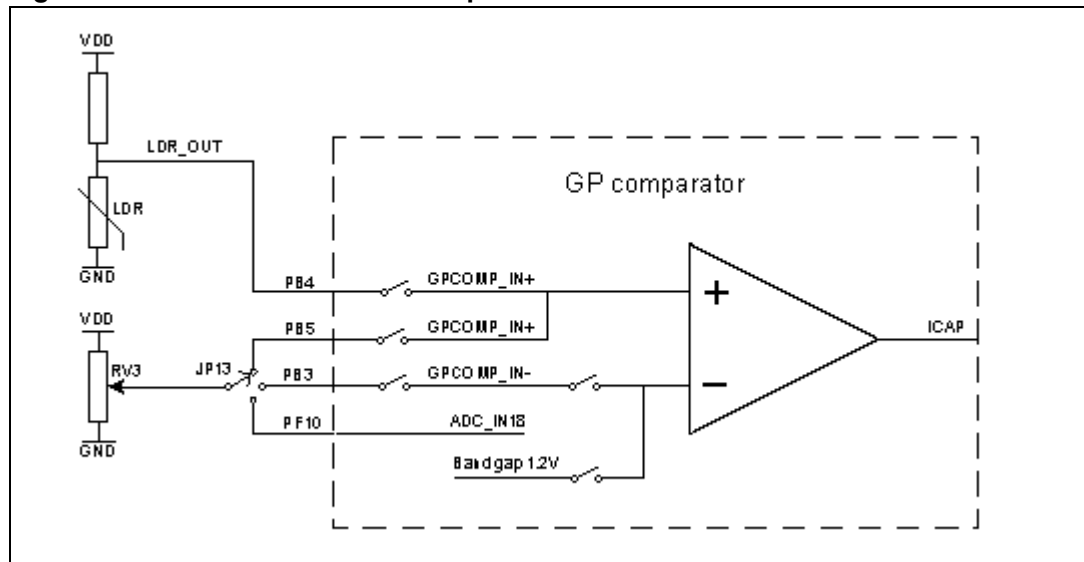 VDD
LDR_OUT
GP comparator
LDR
GND
PB4
GPCOMP_IN+
VDD
PB5
GPCOMP_IN+
ICAP
RV3
JP13
PB3
GPCOMP_IN-
PF10
ADC_IN18
GND
Bandgap 1.2V
+
−